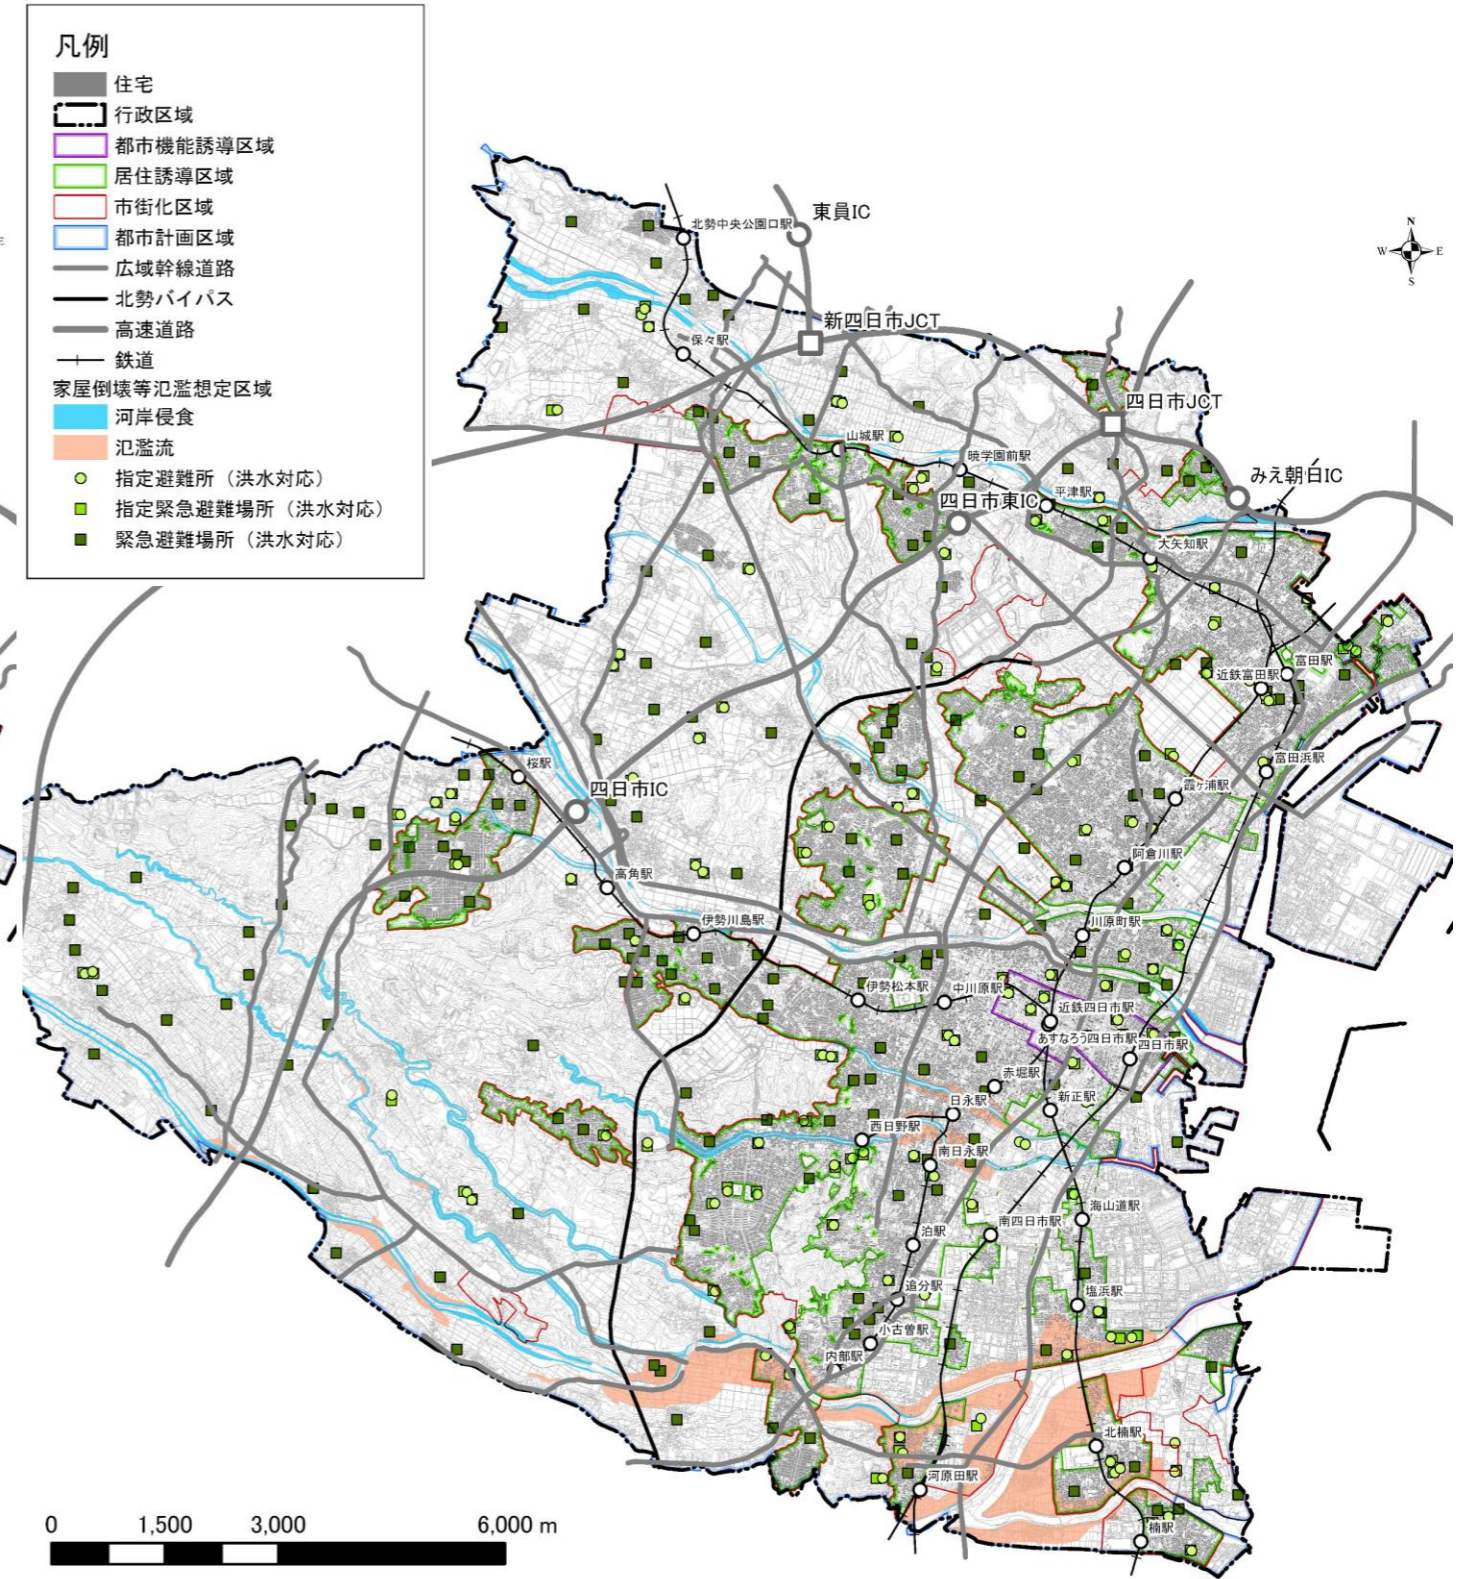 凡例
住宅
行政区域
都市機能誘導区域
居住誘導区域
市街化区域
都市計画区域
広域幹線道路
北勢バイパス
高速道路
鉄道
家屋倒壊等氾濫想定区域
河岸侵食
氾濫流
指定避難所（洪水対応）
指定緊急避難場所（洪水対応）
緊急避難場所（洪水対応）
N
W E
S
E
北勢中央公園口駅
東員IC
新四日市JCT
保々駅
四日市JCT
山城駅
暁学園前駅
みえ朝日IC
平津駅
四日市東IC
大矢知駅
富田駅
近鉄富田駅
富田浜駅
桜駅
四日市IC
霞ヶ浦駅
阿倉川駅
高角駅
伊勢川島駅
川原町駅
伊勢松本駅
中川原駅
近鉄四日市駅
あすなろう四日市駅
四日市駅
赤堀駅
新正駅
日永駅
西日野駅
南日永駅
海山道駅
南四日市駅
泊駅
追分駅
塩浜駅
小古曽駅
内部駅
北楠駅
河原田駅
楠駅
0 1,500 3,000 6,000 m